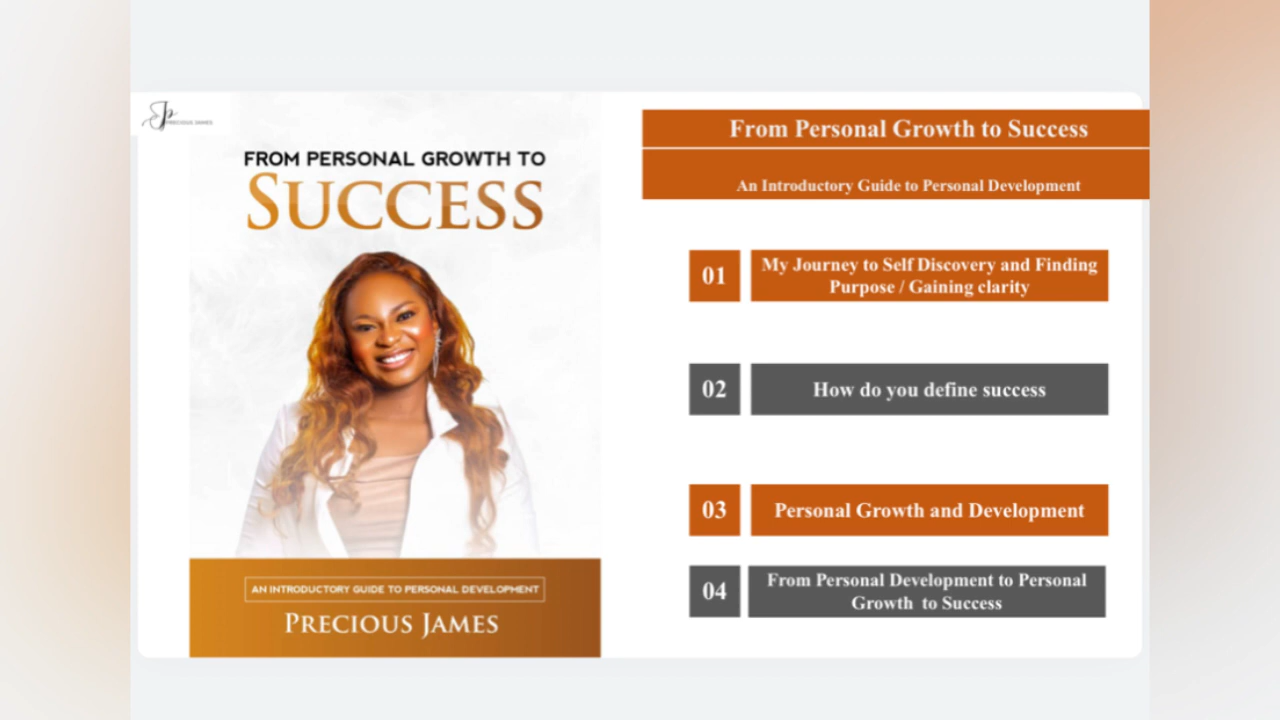 PRECIOUS JAMES
FROM PERSONAL GROWTH TO
SUCCESS
AN INTRODUCTORY GUIDE TO PERSONAL DEVELOPMENT
PRECIOUS JAMES
From Personal Growth to Success
An Introductory Guide to Personal Development
01
My Journey to Self Discovery and Finding
Purpose / Gaining clarity
02
How do you define success
03
Personal Growth and Development
04
From Personal Development to Personal
Growth to Success